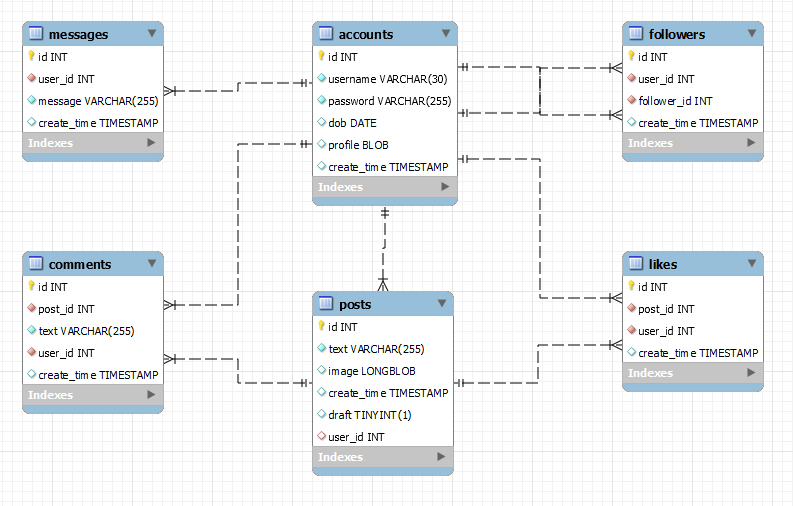 messages
id INT
user_id INT
message VARCHAR(255)
create_time TIMESTAMP
Indexes
accounts
id INT
username VARCHAR(30)
password VARCHAR(255)
dob DATE
profile BLOB
create_time TIMESTAMP
Indexes
followers
id INT
user_id INT
follower_id INT
create_time TIMESTAMP
Indexes
comments
id INT
post_id INT
text VARCHAR(255)
user_id INT
create_time TIMESTAMP
Indexes
posts
id INT
text VARCHAR(255)
image LONGBLOB
create_time TIMESTAMP
draft TINYINT(1)
user_id INT
Indexes
likes
id INT
post_id INT
user_id INT
create_time TIMESTAMP
Indexes